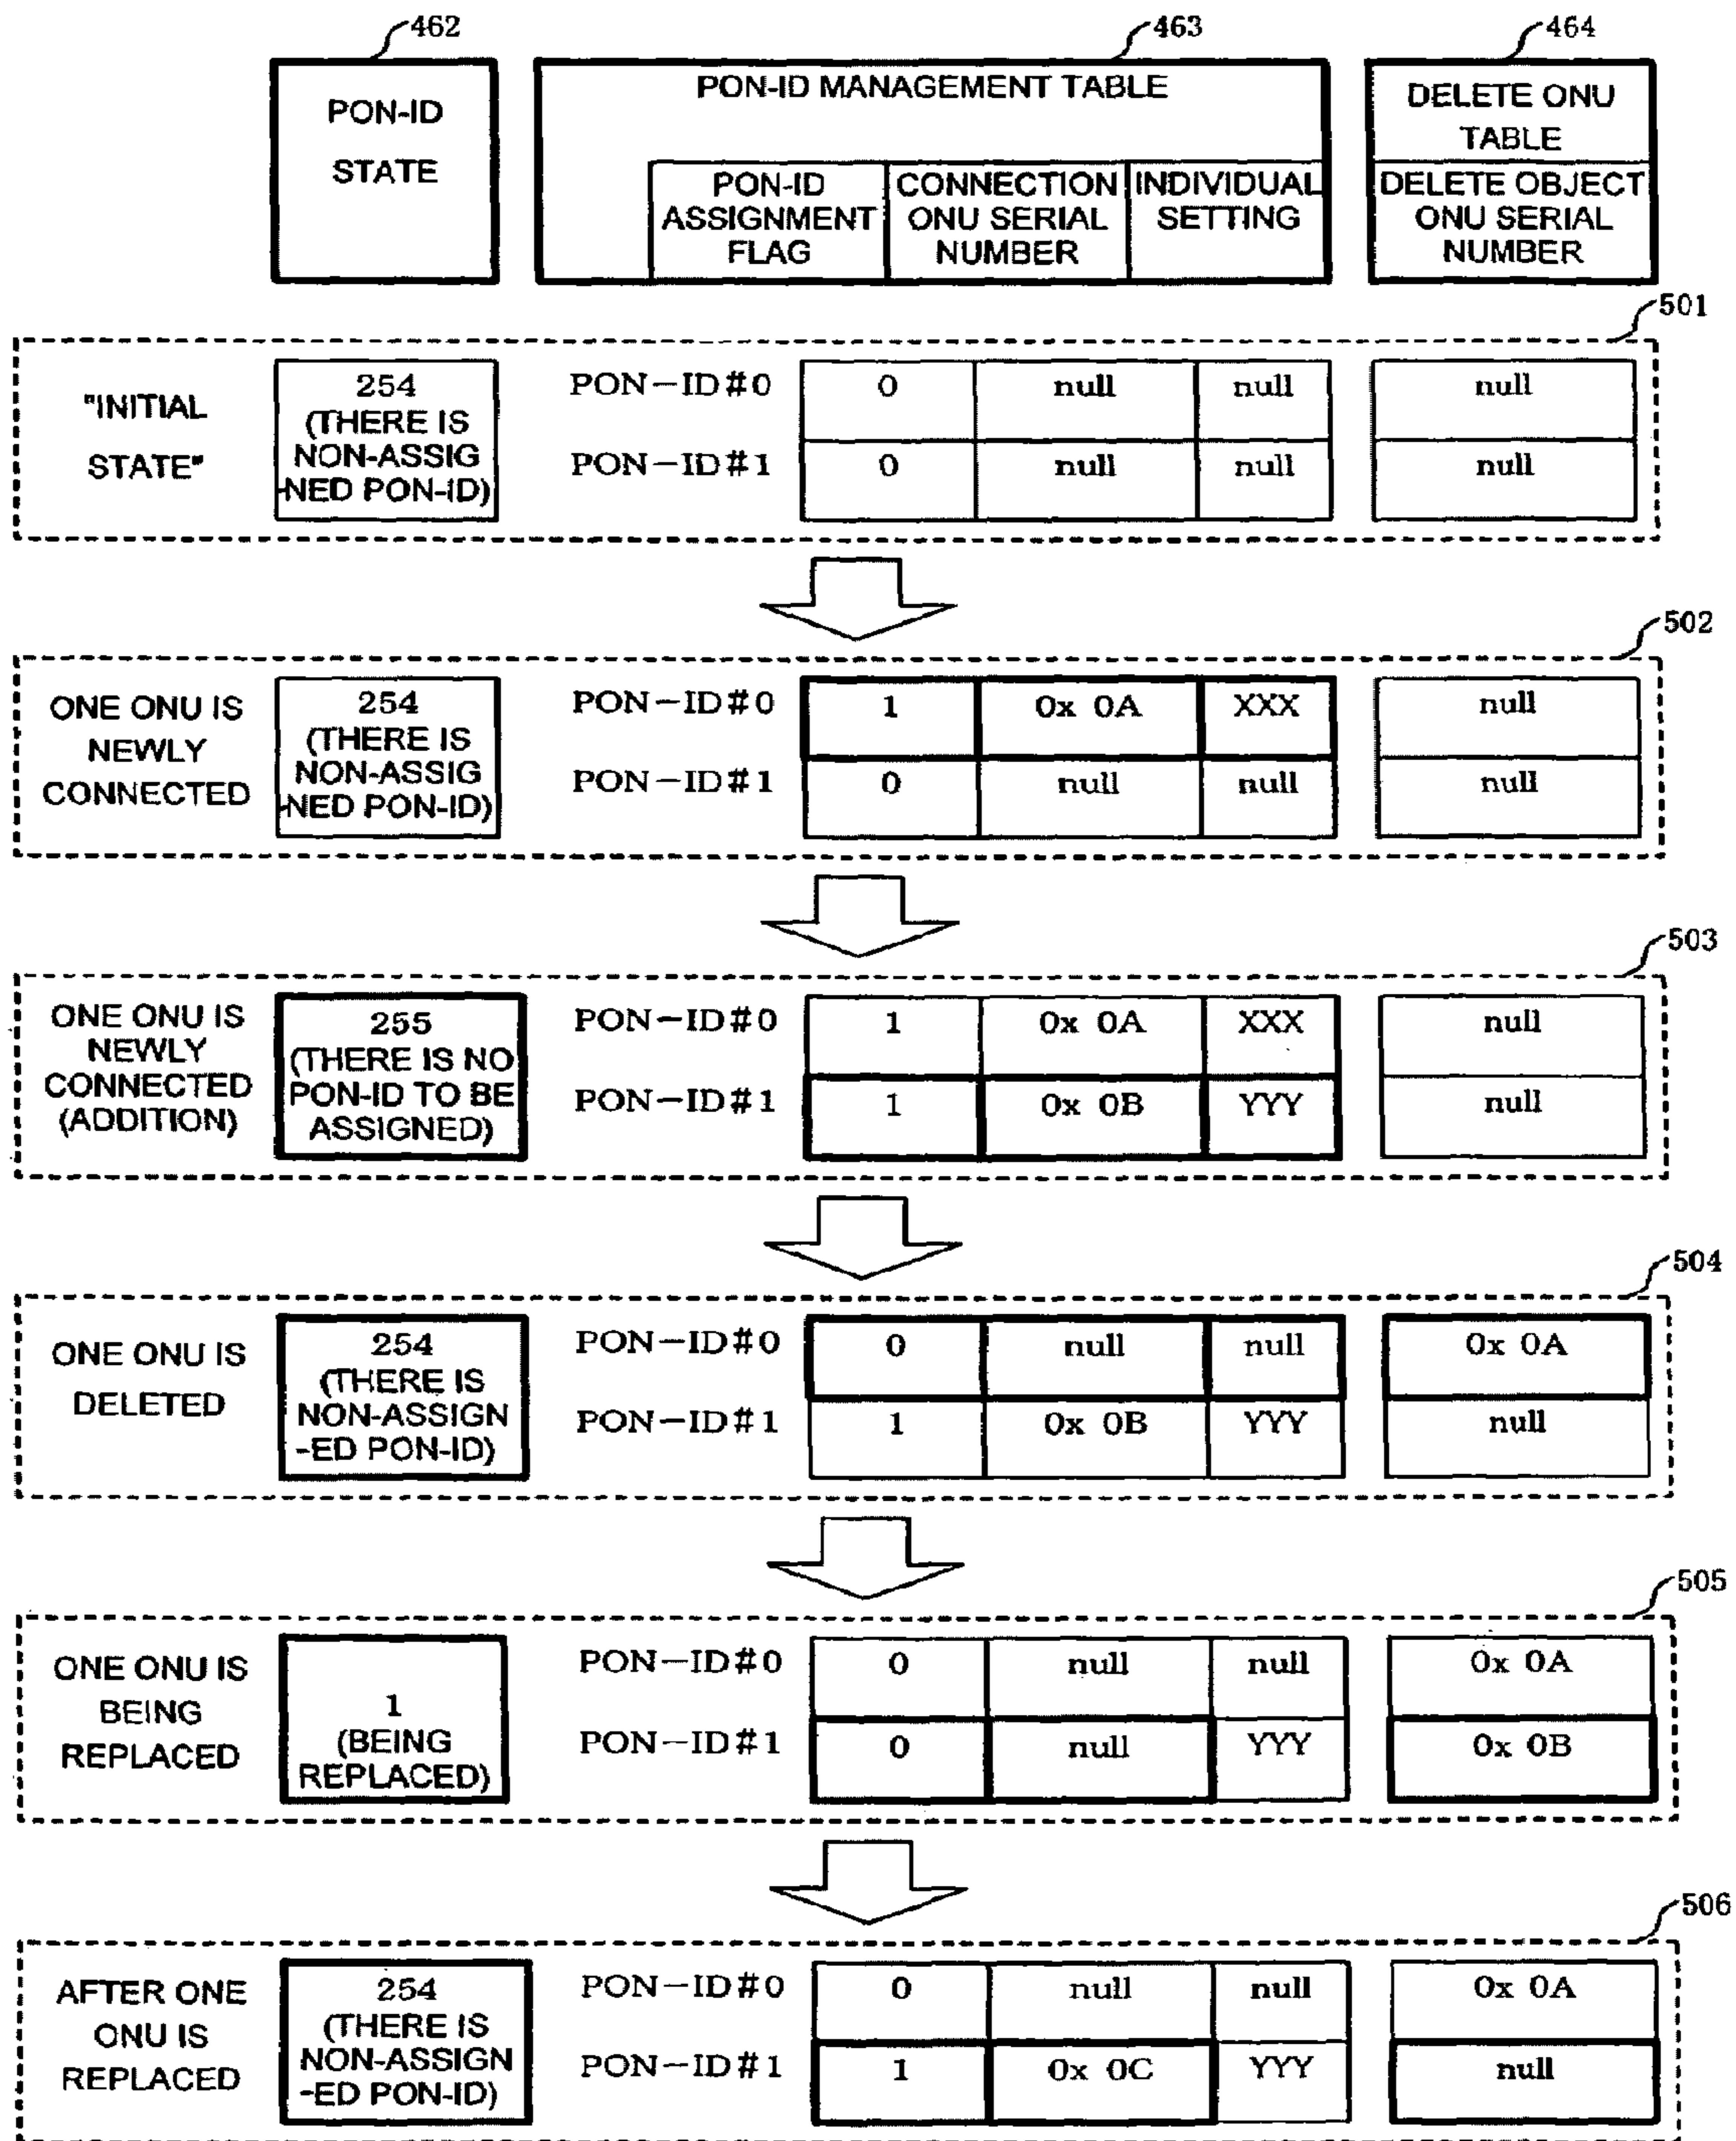 462
463
464
PON-ID
STATE
PON-ID MANAGEMENT TABLE
PON-ID
ASSIGNMENT
FLAG
CONNECTION
ONU SERIAL
NUMBER
INDIVIDUAL
SETTING
DELETE ONU
TABLE
DELETE OBJECT
ONU SERIAL
NUMBER
501
"INITIAL
STATE"
254
(THERE IS
NON-ASSIG
-NED PON-ID)
PON-ID#0 0 null null null
PON-ID#1 0 null null null
502
ONE ONU IS
NEWLY
CONNECTED
254
(THERE IS
NON-ASSIG
-NED PON-ID)
PON-ID#0 1 0x 0A XXX null
PON-ID#1 0 null null null
503
ONE ONU IS
NEWLY
CONNECTED
(ADDITION)
255
(THERE IS NO
PON-ID TO BE
ASSIGNED)
PON-ID#0 1 0x 0A XXX null
PON-ID#1 1 0x 0B YYY null
504
ONE ONU IS
DELETED
254
(THERE IS
NON-ASSIGN
-ED PON-ID)
PON-ID#0 0 null null 0x 0A
PON-ID#1 1 0x 0B YYY null
505
ONE ONU IS
BEING
REPLACED
1
(BEING
REPLACED)
PON-ID#0 0 null null 0x 0A
PON-ID#1 0 null YYY 0x 0B
506
AFTER ONE
ONU IS
REPLACED
254
(THERE IS
NON-ASSIGN
-ED PON-ID)
PON-ID#0 0 null null 0x 0A
PON-ID#1 1 0x 0C YYY null